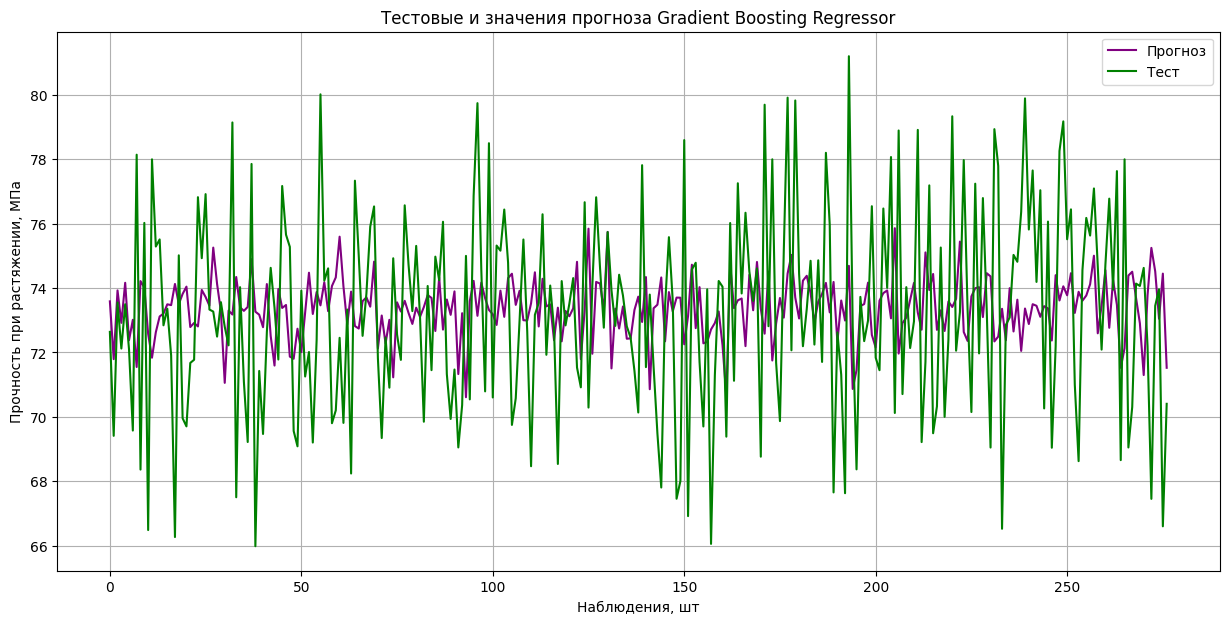 Тестовые и значения прогноза Gradient Boosting Regressor
Прогноз
Тест
Прочность при растяжении, МПа
80
78
76
74
72
70
68
66
0
50
100
150
200
250
Наблюдения, шт